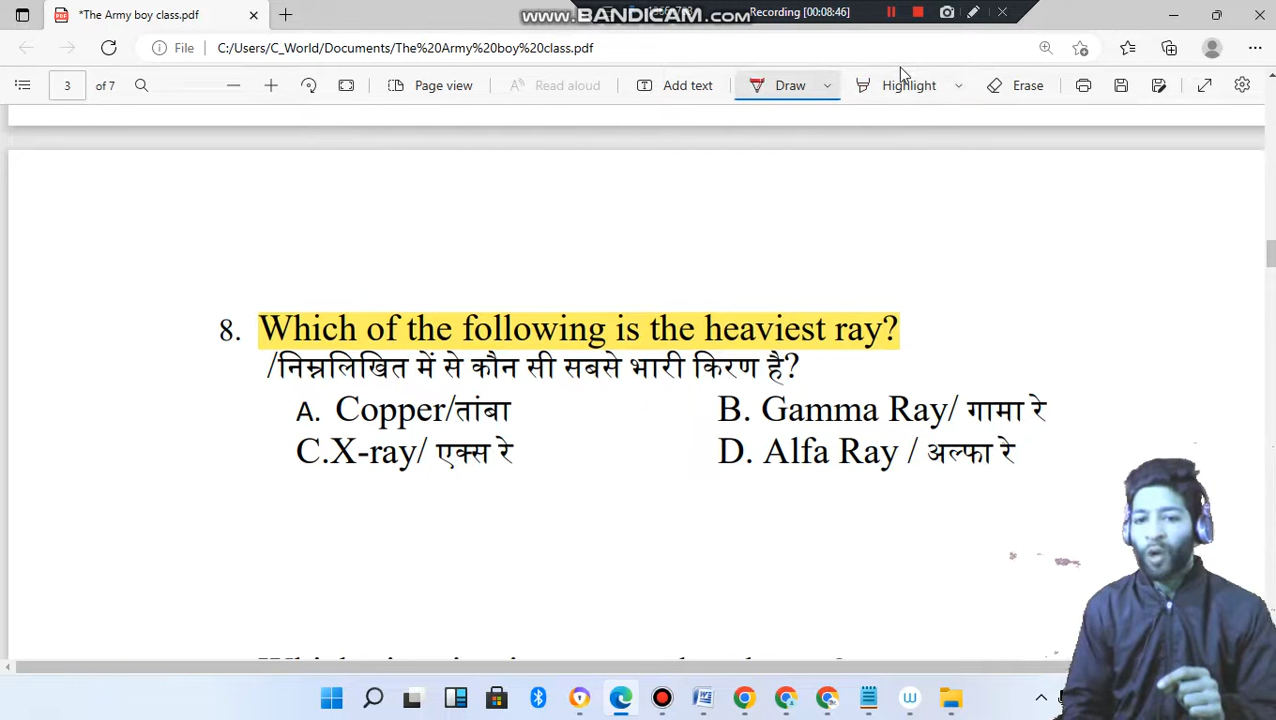 *The Army boy class.pdf
www.BANDICAM.com
Recording [00:08:46]
File C:/Users/C_World/Documents/The%20Army%20boy%20class.pdf
3 of 7 Page view Read aloud Add text Draw Highlight Erase
8. Which of the following is the heaviest ray?
/निम्नलिखित में से कौन सी सबसे भारी किरण है?
A. Copper/तांबा B. Gamma Ray/ गामा रे
C.X-ray/ एक्स रे D. Alfa Ray / अल्फा रे